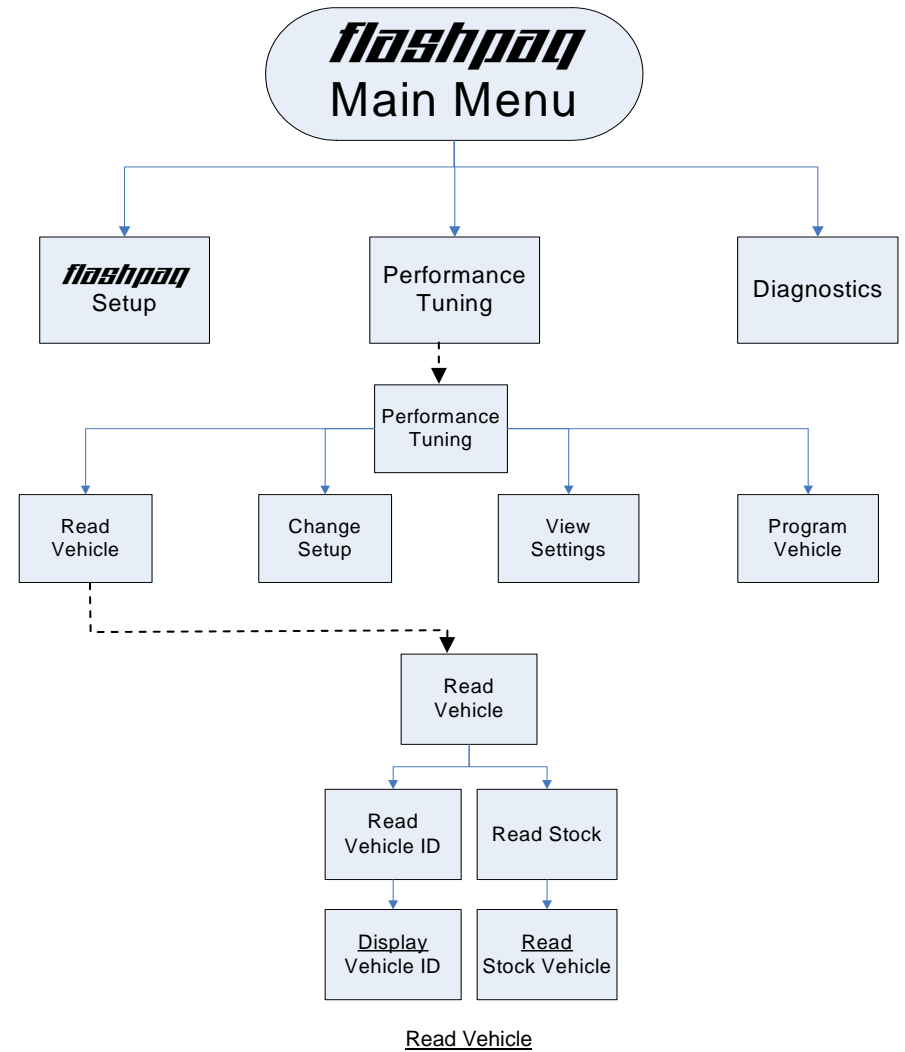 flashpaq
Main Menu
flashpaq
Setup
Performance
Tuning
Diagnostics
Performance
Tuning
Read
Vehicle
Change
Setup
View
Settings
Program
Vehicle
Read
Vehicle
Read
Vehicle ID
Read Stock
Display
Vehicle ID
Read
Stock Vehicle
Read Vehicle